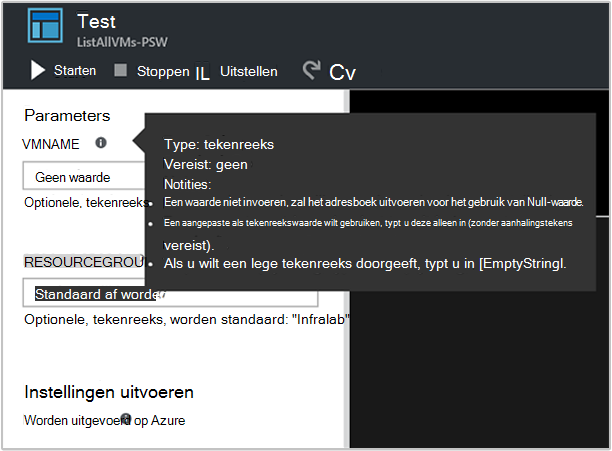 Test
ListAllVMs-PSW
Starten Stoppen IL Uitstellen Cv
Parameters
VMNAME
Geen waarde
Optionele, tekenreeks
Type: tekenreeks
Vereist: geen
Notities:
Een waarde niet invoeren, zal het adresboek uitvoeren voor het gebruik van Null-waarde.
Een aangepaste als tekenreekswaarde wilt gebruiken, typt u deze alleen in (zonder aanhalingstekens
vereist).
Als u wilt een lege tekenreeks doorgeeft, typt u in [EmptyStringl.
RESOURCEGROU
Standaard af worde
Optionele, tekenreeks, worden standaard: "Infralab"
Instellingen uitvoeren
Worden uitgevoerd op Azure